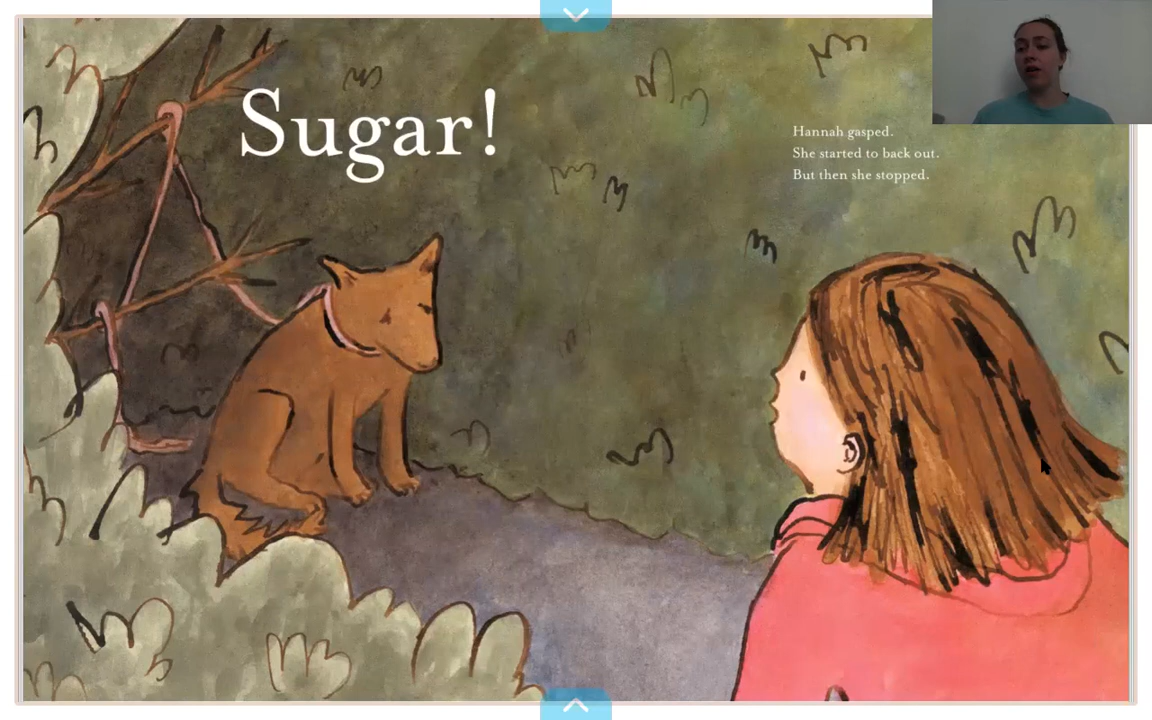 Sugar!
Hannah gasped.
She started to back out.
But then she stopped.